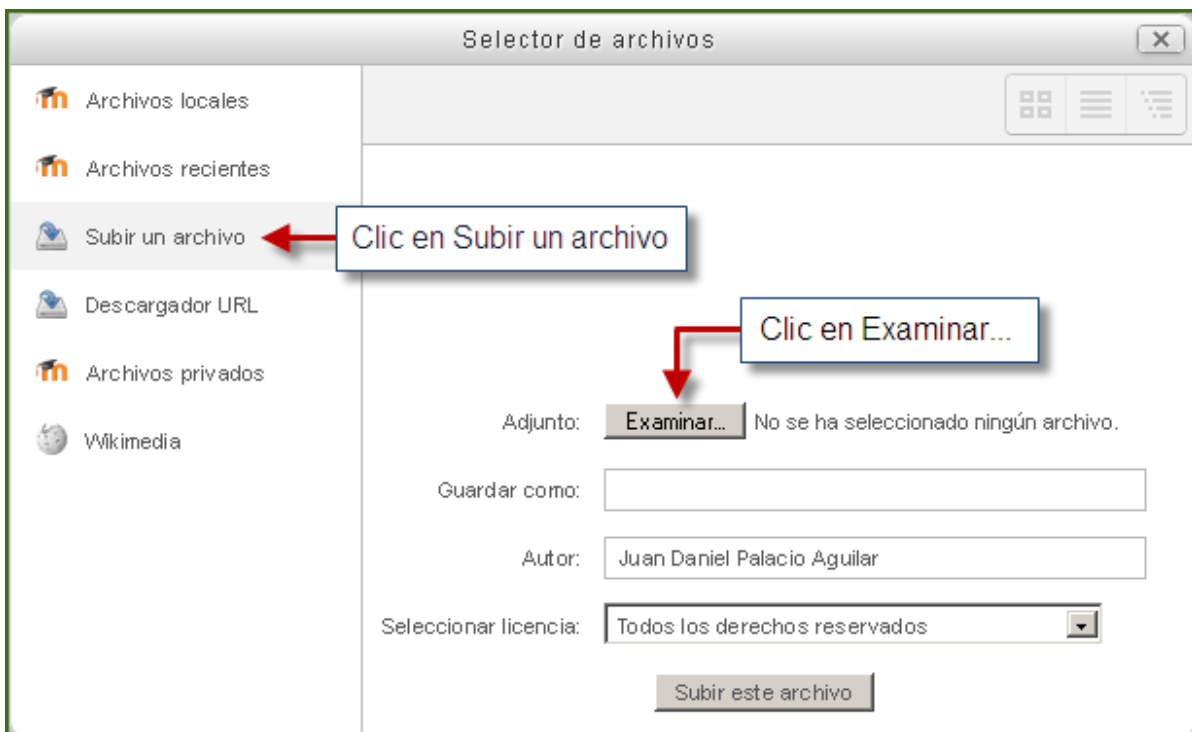 Selector de archivos
Archivos locales
Archivos recientes
Subir un archivo
Clic en Subir un archivo
Descargador URL
Clic en Examinar...
Archivos privados
Wikimedia
Adjunto: Examinar... No se ha seleccionado ningún archivo.
Guardar como:
Autor: Juan Daniel Palacio Aguilar
Seleccionar licencia: Todos los derechos reservados
Subir este archivo